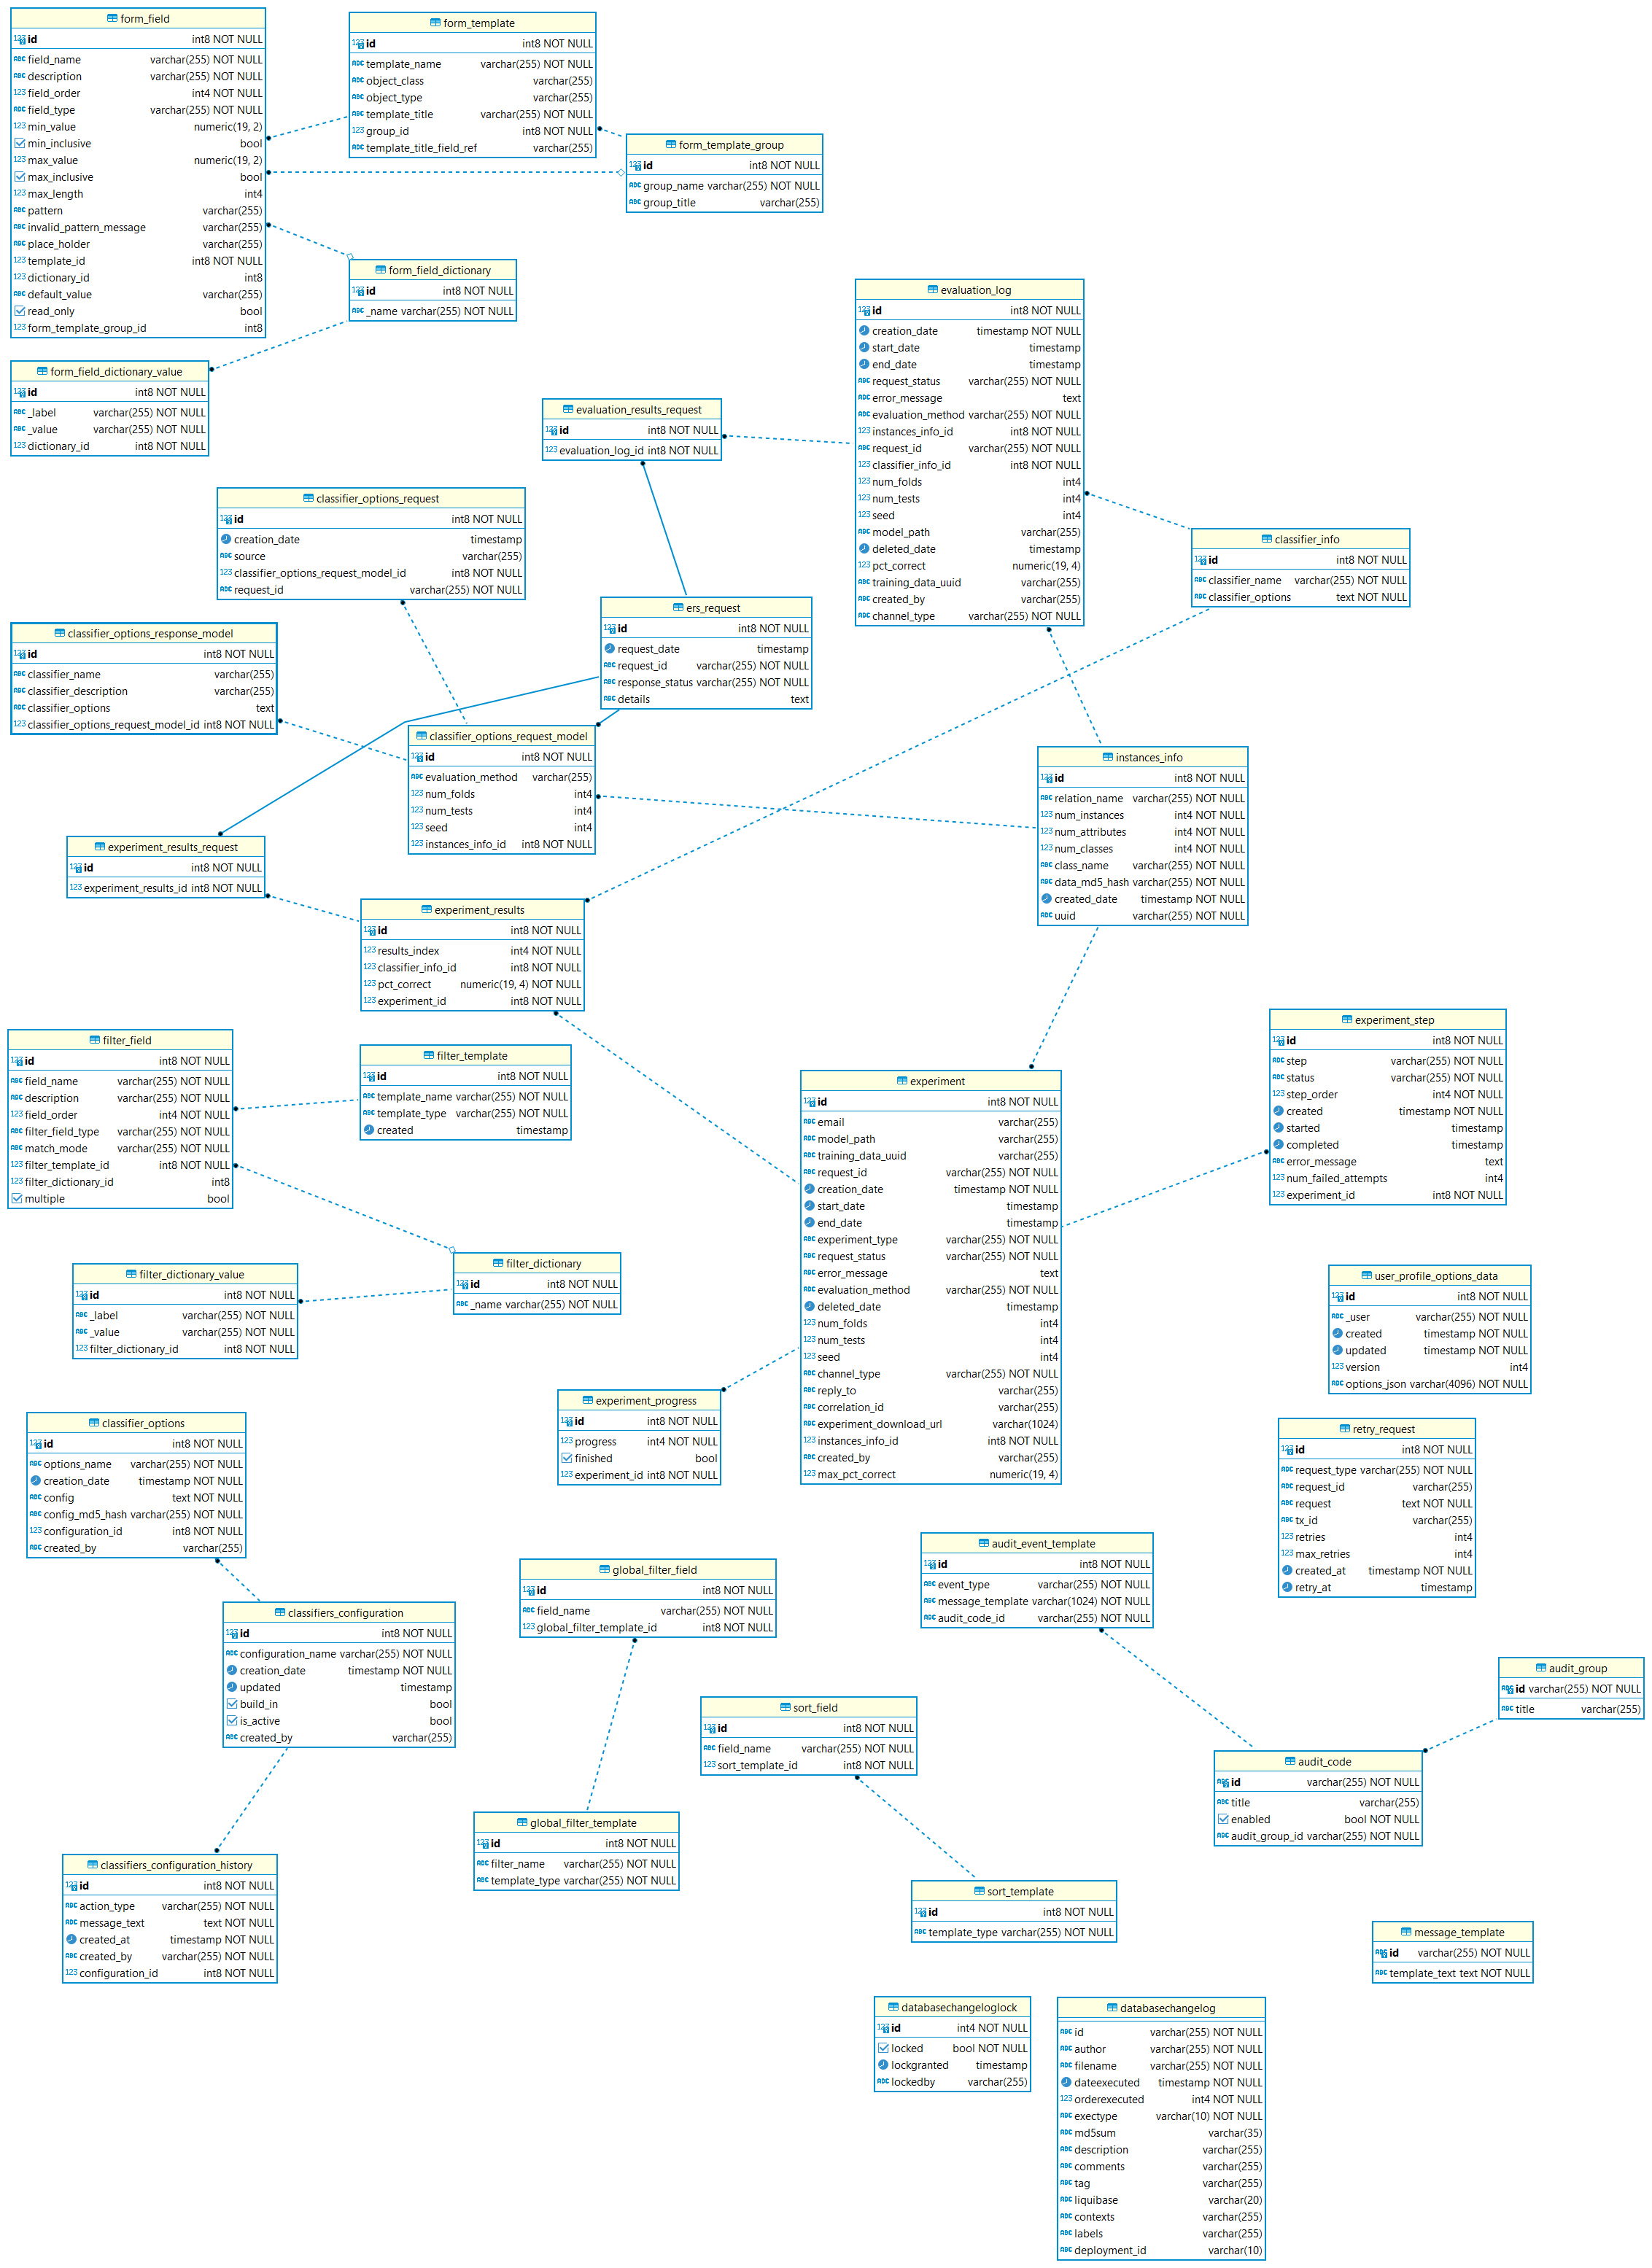 form_field
id int8 NOT NULL
field_name varchar(255) NOT NULL
description varchar(255) NOT NULL
field_order int4 NOT NULL
field_type varchar(255) NOT NULL
min_value numeric(19, 2)
min_inclusive bool
max_value numeric(19, 2)
max_inclusive bool
max_length int4
pattern varchar(255)
invalid_pattern_message varchar(255)
place_holder varchar(255)
template_id int8 NOT NULL
dictionary_id int8
default_value varchar(255)
read_only bool
form_template_group_id int8
form_template
id int8 NOT NULL
template_name varchar(255) NOT NULL
object_class varchar(255)
object_type varchar(255)
template_title varchar(255) NOT NULL
group_id int8 NOT NULL
template_title_field_ref varchar(255)
form_template_group
id int8 NOT NULL
group_name varchar(255) NOT NULL
group_title varchar(255)
form_field_dictionary
id int8 NOT NULL
_name varchar(255) NOT NULL
form_field_dictionary_value
id int8 NOT NULL
_label varchar(255) NOT NULL
_value varchar(255) NOT NULL
dictionary_id int8 NOT NULL
evaluation_log
id int8 NOT NULL
creation_date timestamp NOT NULL
start_date timestamp
end_date timestamp
request_status varchar(255) NOT NULL
error_message text
evaluation_method varchar(255) NOT NULL
instances_info_id int8 NOT NULL
request_id varchar(255) NOT NULL
classifier_info_id int8 NOT NULL
num_folds int4
num_tests int4
seed int4
model_path varchar(255)
deleted_date timestamp
pct_correct numeric(19, 4)
training_data_uuid varchar(255)
created_by varchar(255)
channel_type varchar(255) NOT NULL
evaluation_results_request
id int8 NOT NULL
evaluation_log_id int8 NOT NULL
classifier_options_request
id int8 NOT NULL
creation_date timestamp
source varchar(255)
classifier_options_request_model_id int8 NOT NULL
request_id varchar(255) NOT NULL
classifier_info
id int8 NOT NULL
classifier_name varchar(255) NOT NULL
classifier_options text NOT NULL
ers_request
id int8 NOT NULL
request_date timestamp
request_id varchar(255) NOT NULL
response_status varchar(255) NOT NULL
details text
classifier_options_response_model
id int8 NOT NULL
classifier_name varchar(255)
classifier_description varchar(255)
classifier_options text
classifier_options_request_model_id int8 NOT NULL
classifier_options_request_model
id int8 NOT NULL
evaluation_method varchar(255)
num_folds int4
num_tests int4
seed int4
instances_info_id int8 NOT NULL
instances_info
id int8 NOT NULL
relation_name varchar(255) NOT NULL
num_instances int4 NOT NULL
num_attributes int4 NOT NULL
num_classes int4 NOT NULL
class_name varchar(255) NOT NULL
data_md5_hash varchar(255) NOT NULL
created_date timestamp NOT NULL
uuid varchar(255) NOT NULL
experiment_results_request
id int8 NOT NULL
experiment_results_id int8 NOT NULL
experiment_results
id int8 NOT NULL
results_index int4 NOT NULL
classifier_info_id int8 NOT NULL
pct_correct numeric(19, 4) NOT NULL
experiment_id int8 NOT NULL
filter_field
id int8 NOT NULL
field_name varchar(255) NOT NULL
description varchar(255) NOT NULL
field_order int4 NOT NULL
filter_field_type varchar(255) NOT NULL
match_mode varchar(255) NOT NULL
filter_template_id int8 NOT NULL
filter_dictionary_id int8
multiple bool
filter_template
id int8 NOT NULL
template_name varchar(255) NOT NULL
template_type varchar(255) NOT NULL
created timestamp
experiment
id int8 NOT NULL
email varchar(255)
model_path varchar(255)
training_data_uuid varchar(255)
request_id varchar(255) NOT NULL
creation_date timestamp NOT NULL
start_date timestamp
end_date timestamp
experiment_type varchar(255) NOT NULL
request_status varchar(255) NOT NULL
error_message text
evaluation_method varchar(255) NOT NULL
deleted_date timestamp
num_folds int4
num_tests int4
seed int4
channel_type varchar(255) NOT NULL
reply_to varchar(255)
correlation_id varchar(255)
experiment_download_url varchar(1024)
instances_info_id int8 NOT NULL
created_by varchar(255)
max_pct_correct numeric(19, 4)
experiment_step
id int8 NOT NULL
step varchar(255) NOT NULL
status varchar(255) NOT NULL
step_order int4 NOT NULL
created timestamp NOT NULL
started timestamp
completed timestamp
error_message text
num_failed_attempts int4
experiment_id int8 NOT NULL
filter_dictionary_value
id int8 NOT NULL
_label varchar(255) NOT NULL
_value varchar(255) NOT NULL
filter_dictionary_id int8 NOT NULL
filter_dictionary
id int8 NOT NULL
_name varchar(255) NOT NULL
user_profile_options_data
id int8 NOT NULL
_user varchar(255) NOT NULL
created timestamp NOT NULL
updated timestamp NOT NULL
version int4
options_json varchar(4096) NOT NULL
experiment_progress
id int8 NOT NULL
progress int4 NOT NULL
finished bool
experiment_id int8 NOT NULL
classifier_options
id int8 NOT NULL
options_name varchar(255) NOT NULL
creation_date timestamp NOT NULL
config text NOT NULL
config_md5_hash varchar(255) NOT NULL
configuration_id int8 NOT NULL
created_by varchar(255)
retry_request
id int8 NOT NULL
request_type varchar(255) NOT NULL
request_id varchar(255)
request text NOT NULL
tx_id varchar(255)
retries int4
max_retries int4
created_at timestamp NOT NULL
retry_at timestamp
audit_event_template
id int8 NOT NULL
event_type varchar(255) NOT NULL
message_template varchar(1024) NOT NULL
audit_code_id varchar(255) NOT NULL
global_filter_field
id int8 NOT NULL
field_name varchar(255) NOT NULL
global_filter_template_id int8 NOT NULL
classifiers_configuration
id int8 NOT NULL
configuration_name varchar(255) NOT NULL
creation_date timestamp NOT NULL
updated timestamp
build_in bool
is_active bool
created_by varchar(255)
audit_group
id varchar(255) NOT NULL
title varchar(255)
sort_field
id int8 NOT NULL
field_name varchar(255) NOT NULL
sort_template_id int8 NOT NULL
audit_code
id varchar(255) NOT NULL
title varchar(255)
enabled bool NOT NULL
audit_group_id varchar(255) NOT NULL
global_filter_template
id int8 NOT NULL
filter_name varchar(255) NOT NULL
template_type varchar(255) NOT NULL
classifiers_configuration_history
id int8 NOT NULL
action_type varchar(255) NOT NULL
message_text text NOT NULL
created_at timestamp NOT NULL
created_by varchar(255) NOT NULL
configuration_id int8 NOT NULL
sort_template
id int8 NOT NULL
template_type varchar(255) NOT NULL
message_template
id varchar(255) NOT NULL
template_text text NOT NULL
databasechangeloglock
id int4 NOT NULL
locked bool NOT NULL
lockgranted timestamp
lockedby varchar(255)
databasechangelog
id varchar(255) NOT NULL
author varchar(255) NOT NULL
filename varchar(255) NOT NULL
dateexecuted timestamp NOT NULL
orderexecuted int4 NOT NULL
exectype varchar(10) NOT NULL
md5sum varchar(35)
description varchar(255)
comments varchar(255)
tag varchar(255)
liquibase varchar(20)
contexts varchar(255)
labels varchar(255)
deployment_id varchar(10)